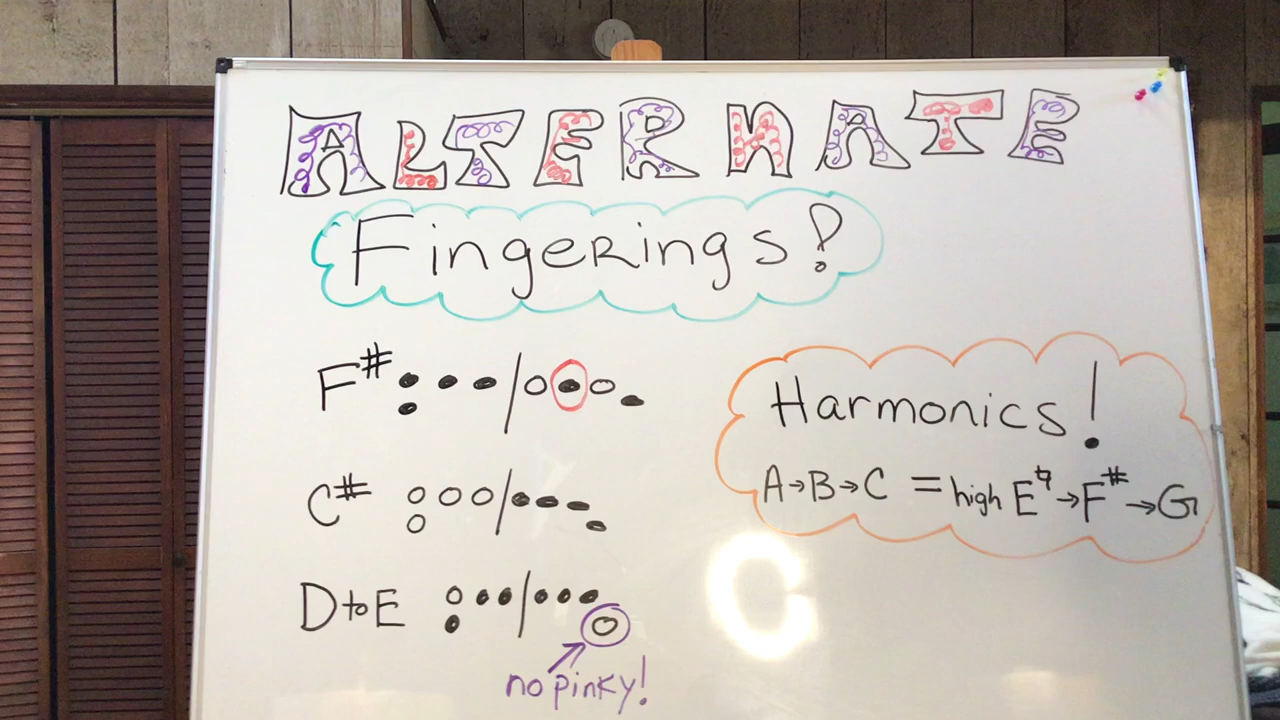 ALTERNATE
Fingerings!
F#
C#
D to E
no pinky!
Harmonics!
A→B→C = high E♮→F#→G